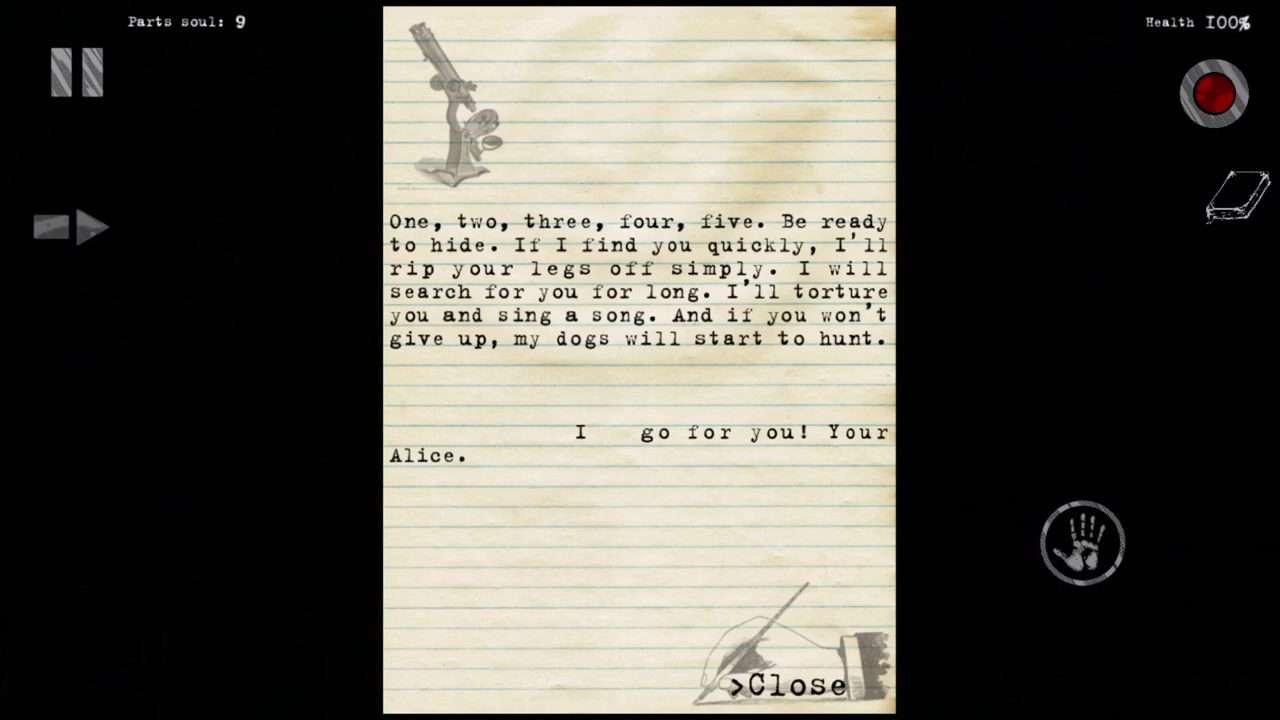 Parts soul: 9
Health 100%
One, two, three, four, five. Be ready
to hide. If I find you quickly, I'll
rip your legs off simply. I will
search for you for long. I'll torture
you and sing a song. And if you won't
give up, my dogs will start to hunt.
I go for you! Your
Alice.
>Close